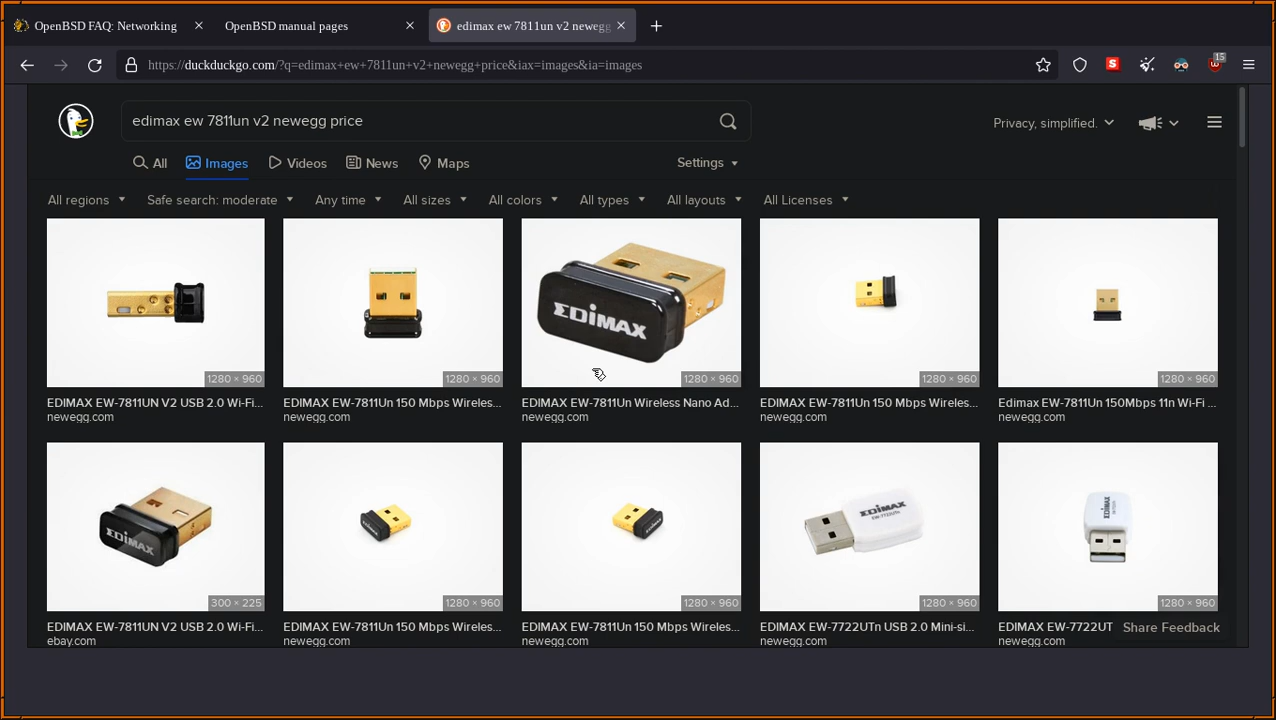 OpenBSD FAQ: Networking
OpenBSD manual pages
edimax ew 7811un v2 newegg
https://duckduckgo.com/?q=edimax+ew+7811un+v2+newegg+price&iax=images&ia=images
S
15
edimax ew 7811un v2 newegg price
Privacy, simplified.
All
Images
Videos
News
Maps
Settings
All regions
Safe search: moderate
Any time
All sizes
All colors
All types
All layouts
All Licenses
EDIMAX
1280 × 960
1280 × 960
1280 × 960
1280 × 960
1280 × 960
EDIMAX EW-7811UN V2 USB 2.0 Wi-Fi...
EDIMAX EW-7811Un 150 Mbps Wireles...
EDIMAX EW-7811Un Wireless Nano Ad...
EDIMAX EW-7811Un 150 Mbps Wireles...
Edimax EW-7811Un 150Mbps 11n Wi-Fi ...
newegg.com
newegg.com
newegg.com
newegg.com
newegg.com
EDIMAX
EDIMAX
EDIMAX
EDIMAX
EW-7722UTn
EDIMAX
300 × 225
1280 × 960
1280 × 960
1280 × 960
1280 × 960
EDIMAX EW-7811UN V2 USB 2.0 Wi-Fi...
EDIMAX EW-7811Un 150 Mbps Wireles...
EDIMAX EW-7811Un 150 Mbps Wireles...
EDIMAX EW-7722UTn USB 2.0 Mini-si...
EDIMAX EW-7722UT
Share Feedback
ebay.com
newegg.com
newegg.com
newegg.com
newegg.com